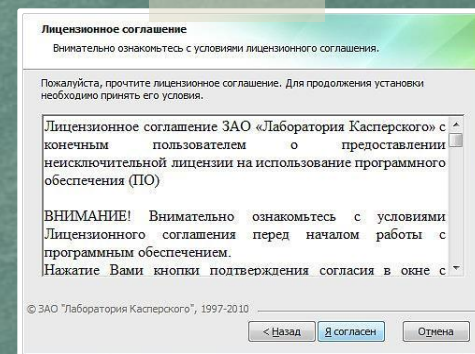 Лицензионное соглашение
Внимательно ознакомьтесь с условиями лицензионного соглашения.
Пожалуйста, прочтите лицензионное соглашение. Для продолжения установки
необходимо принять его условия.
Лицензионное соглашение ЗАО «Лаборатория Касперского» с
конечным пользователем о предоставлении
неисключительной лицензии на использование программного
обеспечения (ПО)
ВНИМАНИЕ! Внимательно ознакомьтесь с условиями
Лицензионного соглашения перед началом работы с
программным обеспечением.
Нажатие Вами кнопки подтверждения согласия в окне с
© ЗАО "Лаборатория Касперского", 1997-2010
< Назад Я согласен Отмена